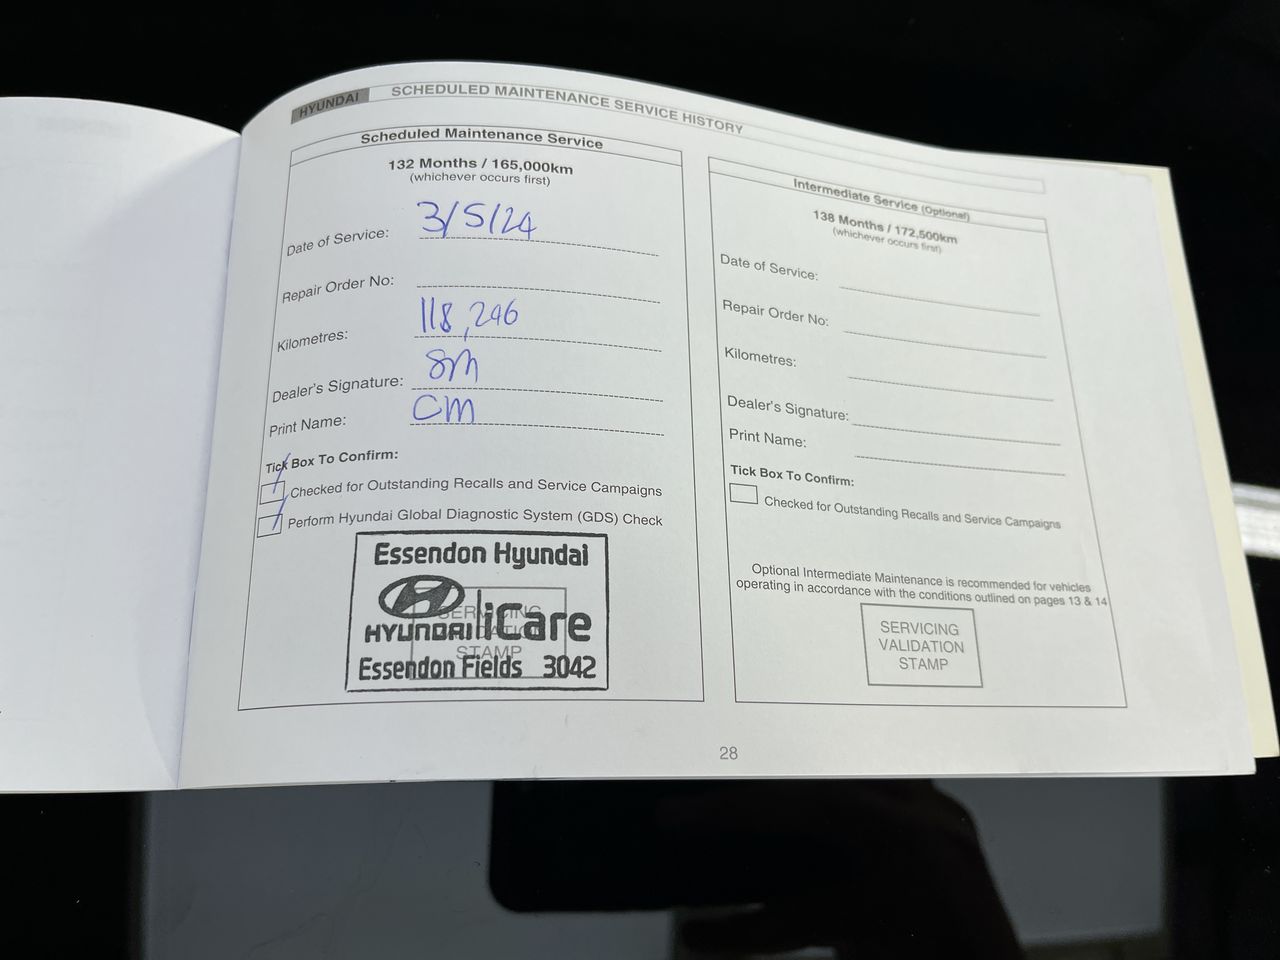 HYUNDAI SCHEDULED MAINTENANCE SERVICE HISTORY
Scheduled Maintenance Service
132 Months / 165,000km
(whichever occurs first)
Date of Service: 3/5/24
Repair Order No:
Kilometres: 118,246
Dealer's Signature: SM
Print Name: CM
Tick Box To Confirm:
Checked for Outstanding Recalls and Service Campaigns
Perform Hyundai Global Diagnostic System (GDS) Check
Essendon Hyundai
HYUNDAI iCare
SERVICING
VALIDATION
STAMP
Essendon Fields 3042
Intermediate Service (Optional)
138 Months / 172,500km
(whichever occurs first)
Date of Service:
Repair Order No:
Kilometres:
Dealer's Signature:
Print Name:
Tick Box To Confirm:
Checked for Outstanding Recalls and Service Campaigns
Optional Intermediate Maintenance is recommended for vehicles
operating in accordance with the conditions outlined on pages 13 & 14
SERVICING
VALIDATION
STAMP
28